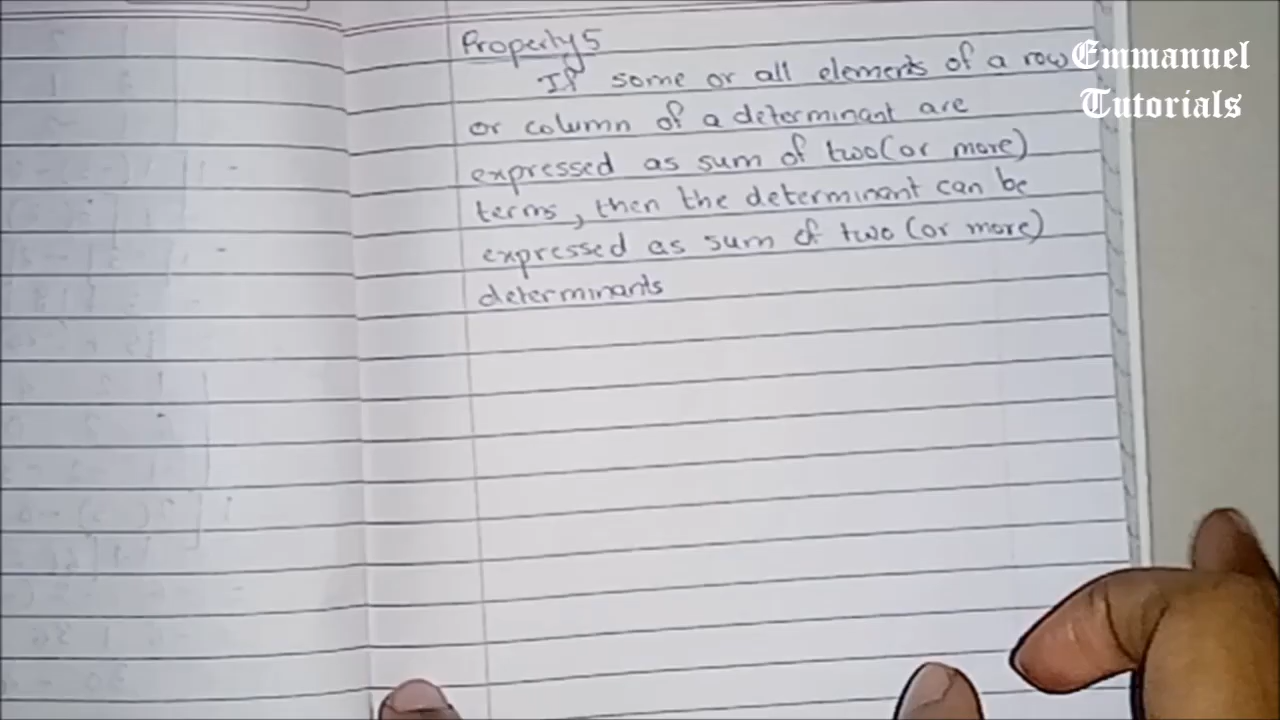 Property 5
If some or all elements of a row
or column of a determinant are
expressed as sum of two (or more)
terms, then the determinant can be
expressed as sum of two (or more)
determinants
Emmanuel
Tutorials